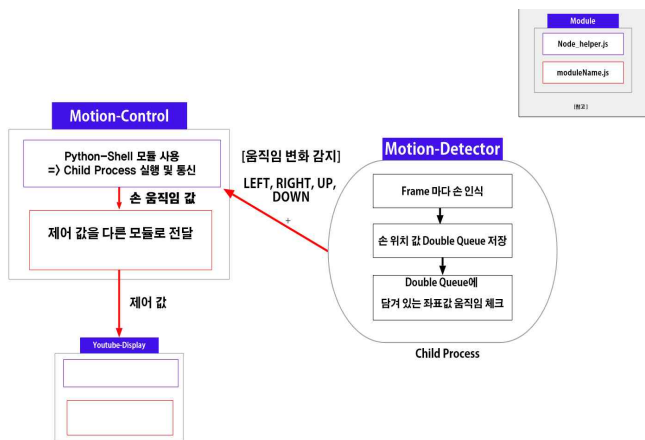 Module
Node_helper.js
moduleName.js
[참고]
Motion-Control
Python-Shell 모듈 사용
=> Child Process 실행 및 통신
손 움직임 값
제어 값을 다른 모듈로 전달
제어 값
Youtube-Display
[움직임 변화 감지]
LEFT, RIGHT, UP,
DOWN
+
Motion-Detector
Frame 마다 손 인식
손 위치 값 Double Queue 저장
Double Queue에
담겨 있는 좌표값 움직임 체크
Child Process